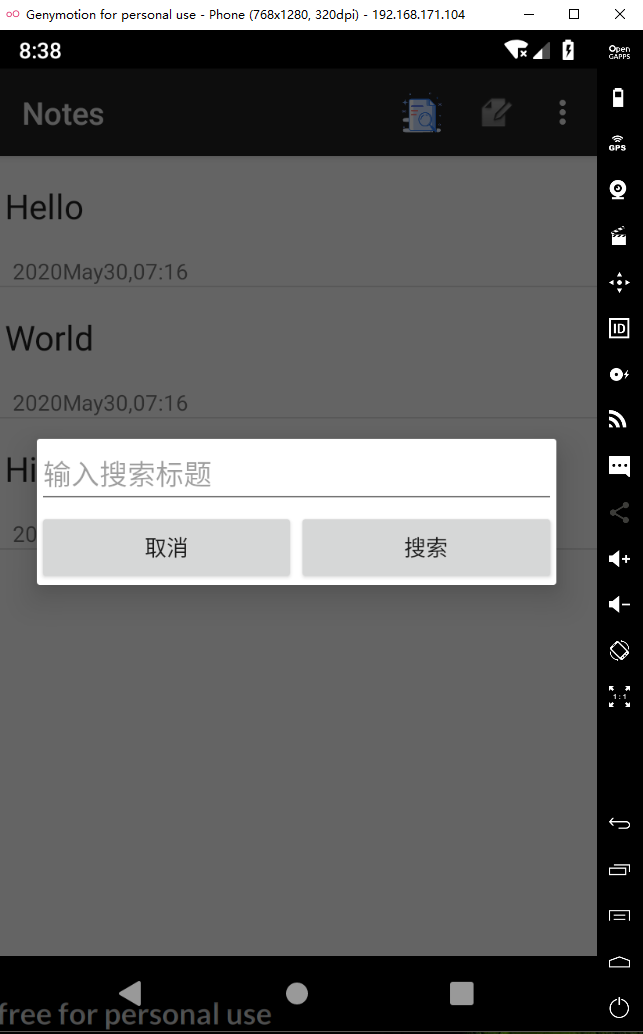 Genymotion for personal use - Phone (768x1280, 320dpi) - 192.168.171.104
8:38
Open
GAPPS
Notes
GPS
Hello
2020May30,07:16
World
2020May30,07:16
ID
Hi
输入搜索标题
20
取消
搜索
1:1
free for personal use